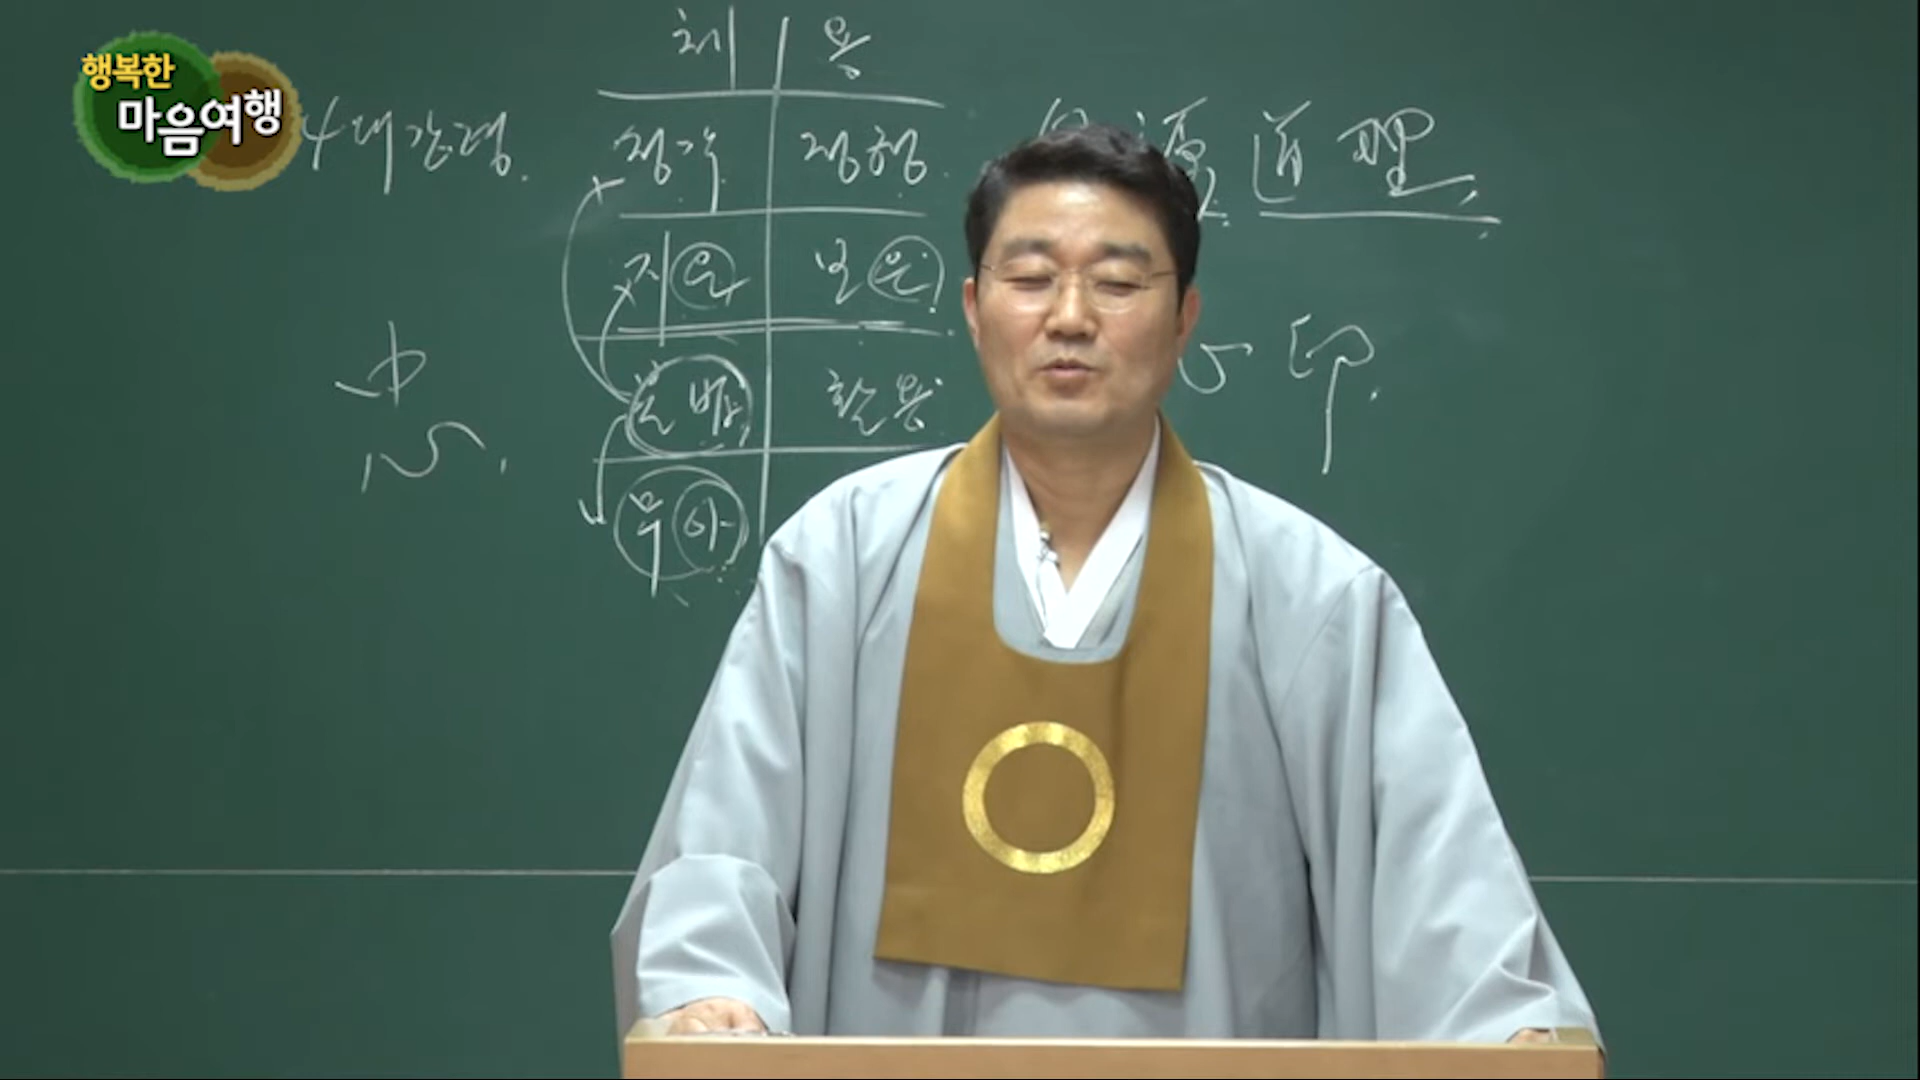 행복한
마음여행
체 용
4대강령.
정각 정행.
道理
지은 보은
忠
불법 활용
心 印.
무아